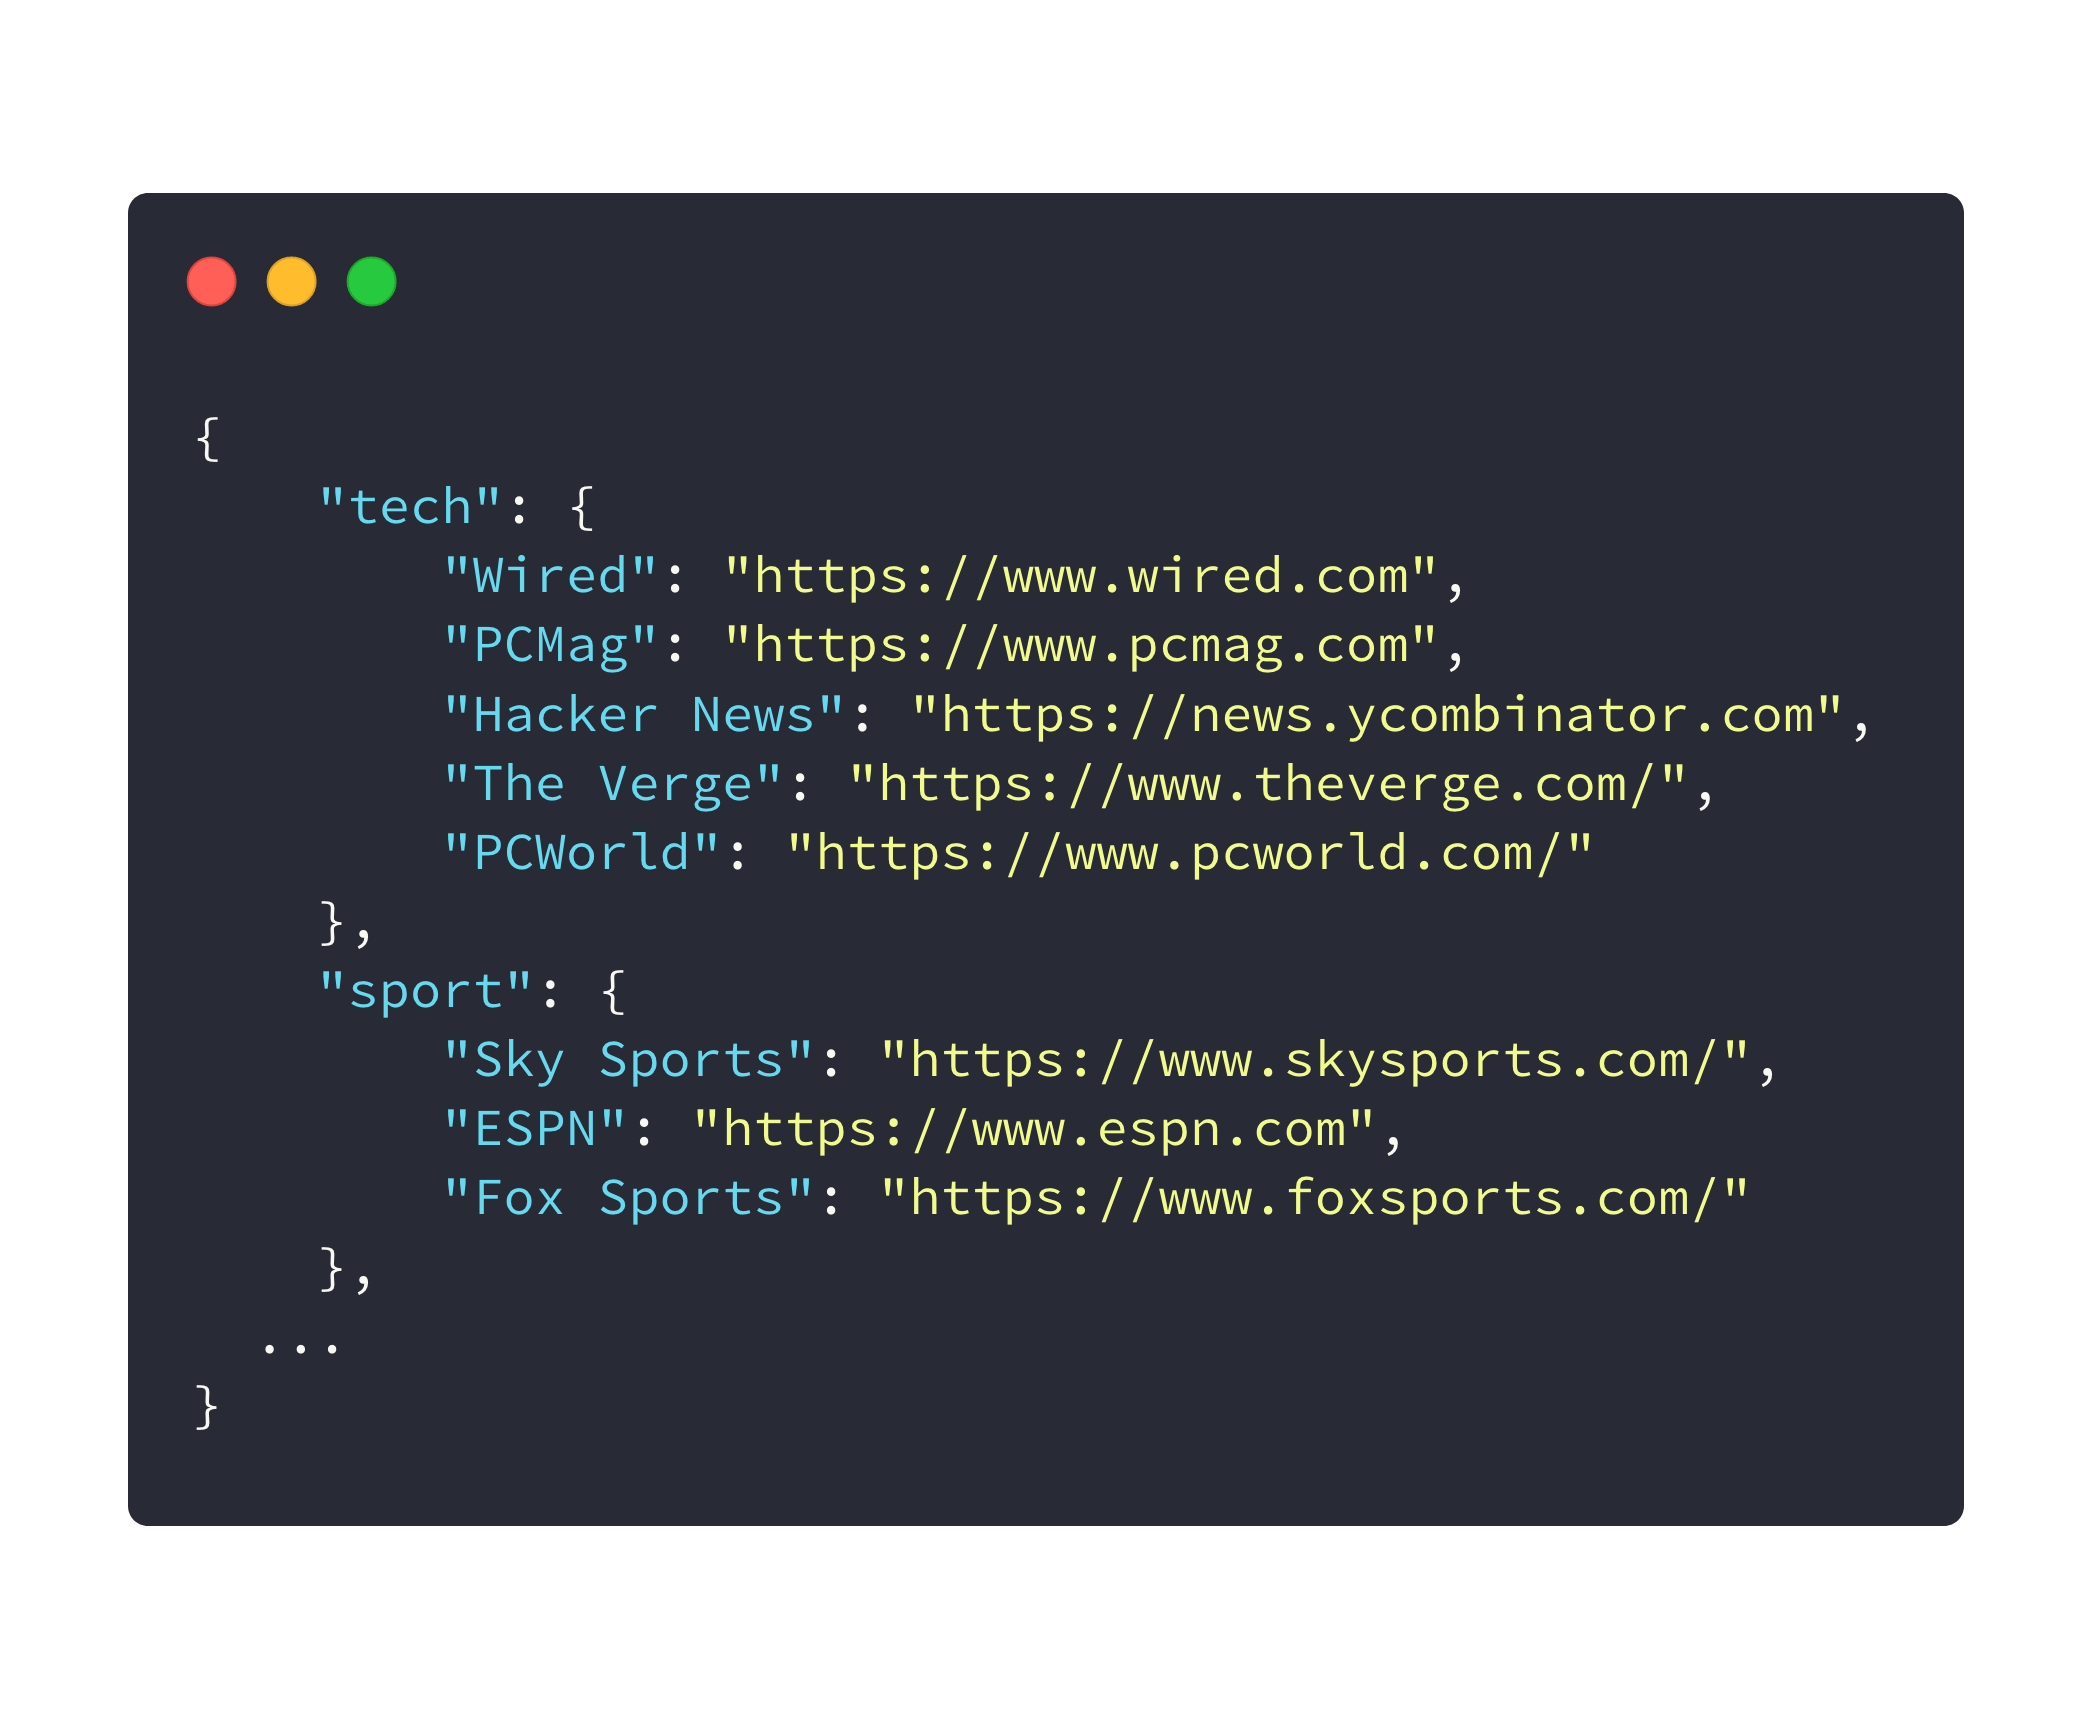 {
    "tech": {
        "Wired": "https://www.wired.com",
        "PCMag": "https://www.pcmag.com",
        "Hacker News": "https://news.ycombinator.com",
        "The Verge": "https://www.theverge.com/",
        "PCWorld": "https://www.pcworld.com/"
    },
    "sport": {
        "Sky Sports": "https://www.skysports.com/",
        "ESPN": "https://www.espn.com",
        "Fox Sports": "https://www.foxsports.com/"
    },
  ...
}